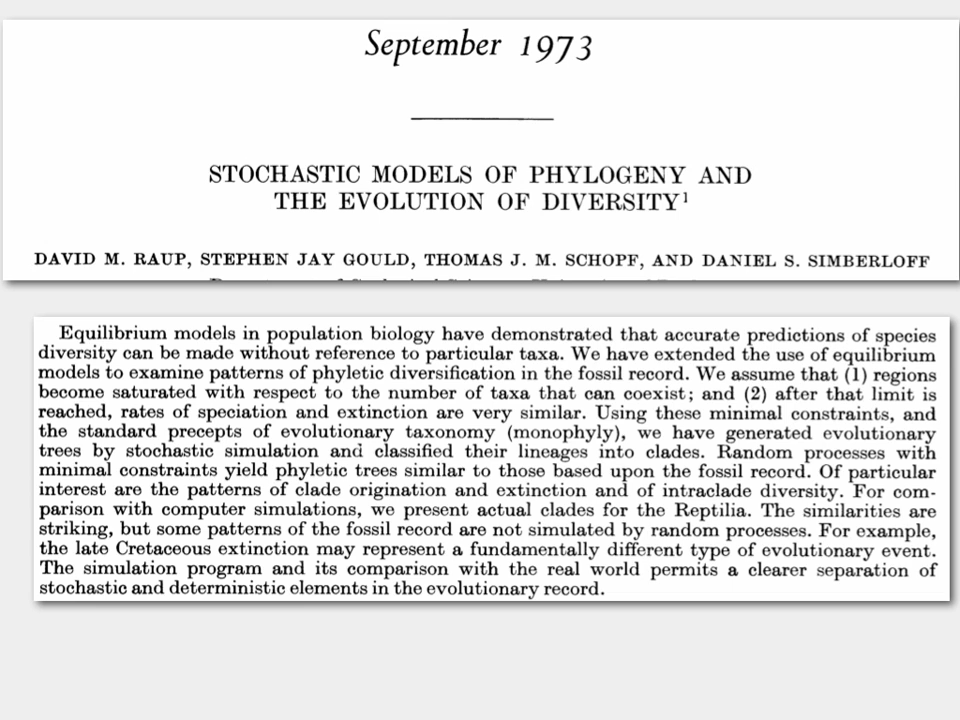 September 1973
STOCHASTIC MODELS OF PHYLOGENY AND
THE EVOLUTION OF DIVERSITY¹
DAVID M. RAUP, STEPHEN JAY GOULD, THOMAS J. M. SCHOPF, AND DANIEL S. SIMBERLOFF
Equilibrium models in population biology have demonstrated that accurate predictions of species
diversity can be made without reference to particular taxa. We have extended the use of equilibrium
models to examine patterns of phyletic diversification in the fossil record. We assume that (1) regions
become saturated with respect to the number of taxa that can coexist; and (2) after that limit is
reached, rates of speciation and extinction are very similar. Using these minimal constraints, and
the standard precepts of evolutionary taxonomy (monophyly), we have generated evolutionary
trees by stochastic simulation and classified their lineages into clades. Random processes with
minimal constraints yield phyletic trees similar to those based upon the fossil record. Of particular
interest are the patterns of clade origination and extinction and of intraclade diversity. For com-
parison with computer simulations, we present actual clades for the Reptilia. The similarities are
striking, but some patterns of the fossil record are not simulated by random processes. For example,
the late Cretaceous extinction may represent a fundamentally different type of evolutionary event.
The simulation program and its comparison with the real world permits a clearer separation of
stochastic and deterministic elements in the evolutionary record.